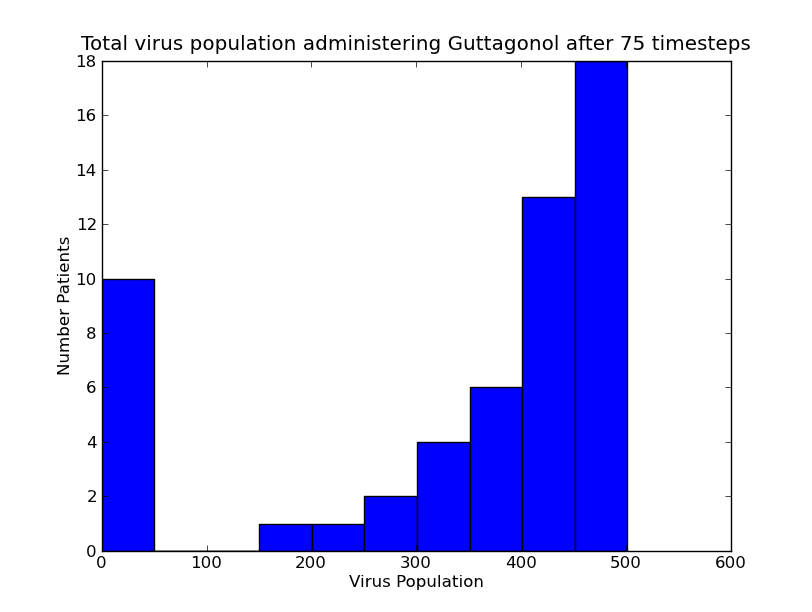 Total virus population administering Guttagonol after 75 timesteps
18
16
14
12
10
8
6
4
2
0
Number Patients
0 100 200 300 400 500 600
Virus Population